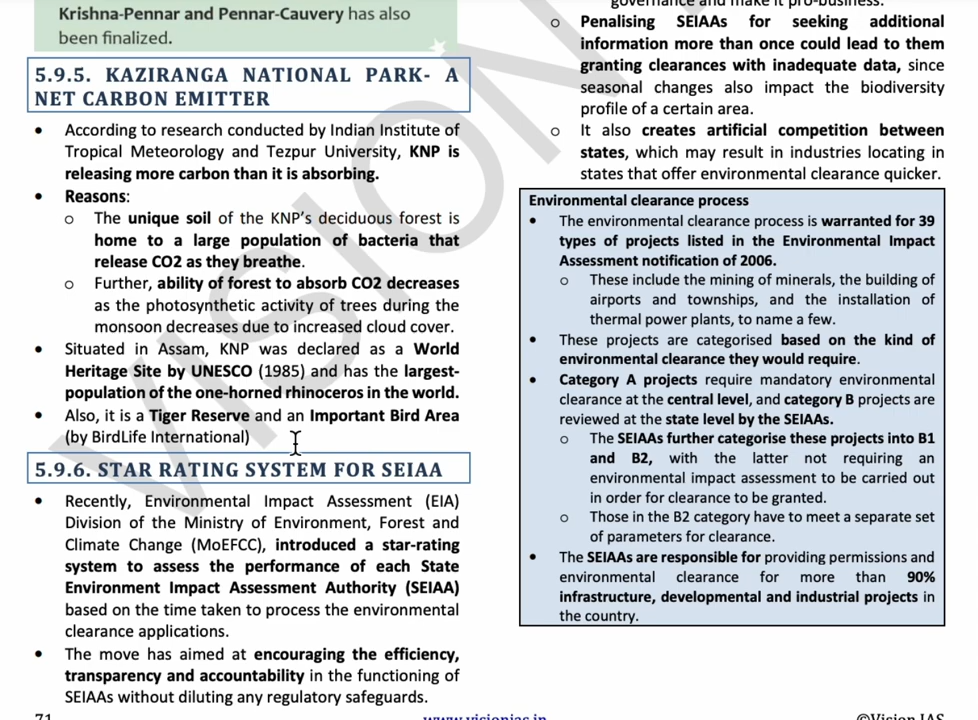 Krishna-Pennar and Pennar-Cauvery has also
been finalized.
5.9.5. KAZIRANGA NATIONAL PARK- A
NET CARBON EMITTER
• According to research conducted by Indian Institute of
Tropical Meteorology and Tezpur University, KNP is
releasing more carbon than it is absorbing.
• Reasons:
o The unique soil of the KNP's deciduous forest is
home to a large population of bacteria that
release CO2 as they breathe.
o Further, ability of forest to absorb CO2 decreases
as the photosynthetic activity of trees during the
monsoon decreases due to increased cloud cover.
• Situated in Assam, KNP was declared as a World
Heritage Site by UNESCO (1985) and has the largest-
population of the one-horned rhinoceros in the world.
• Also, it is a Tiger Reserve and an Important Bird Area
(by BirdLife International)
5.9.6. STAR RATING SYSTEM FOR SEIAA
• Recently, Environmental Impact Assessment (EIA)
Division of the Ministry of Environment, Forest and
Climate Change (MoEFCC), introduced a star-rating
system to assess the performance of each State
Environment Impact Assessment Authority (SEIAA)
based on the time taken to process the environmental
clearance applications.
• The move has aimed at encouraging the efficiency,
transparency and accountability in the functioning of
SEIAAs without diluting any regulatory safeguards.
governance and make it pro-business.
o Penalising SEIAAs for seeking additional
information more than once could lead to them
granting clearances with inadequate data, since
seasonal changes also impact the biodiversity
profile of a certain area.
o It also creates artificial competition between
states, which may result in industries locating in
states that offer environmental clearance quicker.
Environmental clearance process
• The environmental clearance process is warranted for 39
types of projects listed in the Environmental Impact
Assessment notification of 2006.
o These include the mining of minerals, the building of
airports and townships, and the installation of
thermal power plants, to name a few.
• These projects are categorised based on the kind of
environmental clearance they would require.
• Category A projects require mandatory environmental
clearance at the central level, and category B projects are
reviewed at the state level by the SEIAAs.
o The SEIAAs further categorise these projects into B1
and B2, with the latter not requiring an
environmental impact assessment to be carried out
in order for clearance to be granted.
o Those in the B2 category have to meet a separate set
of parameters for clearance.
• The SEIAAs are responsible for providing permissions and
environmental clearance for more than 90%
infrastructure, developmental and industrial projects in
the country.
VISION
71
www.visionias.in
©Vision IAS